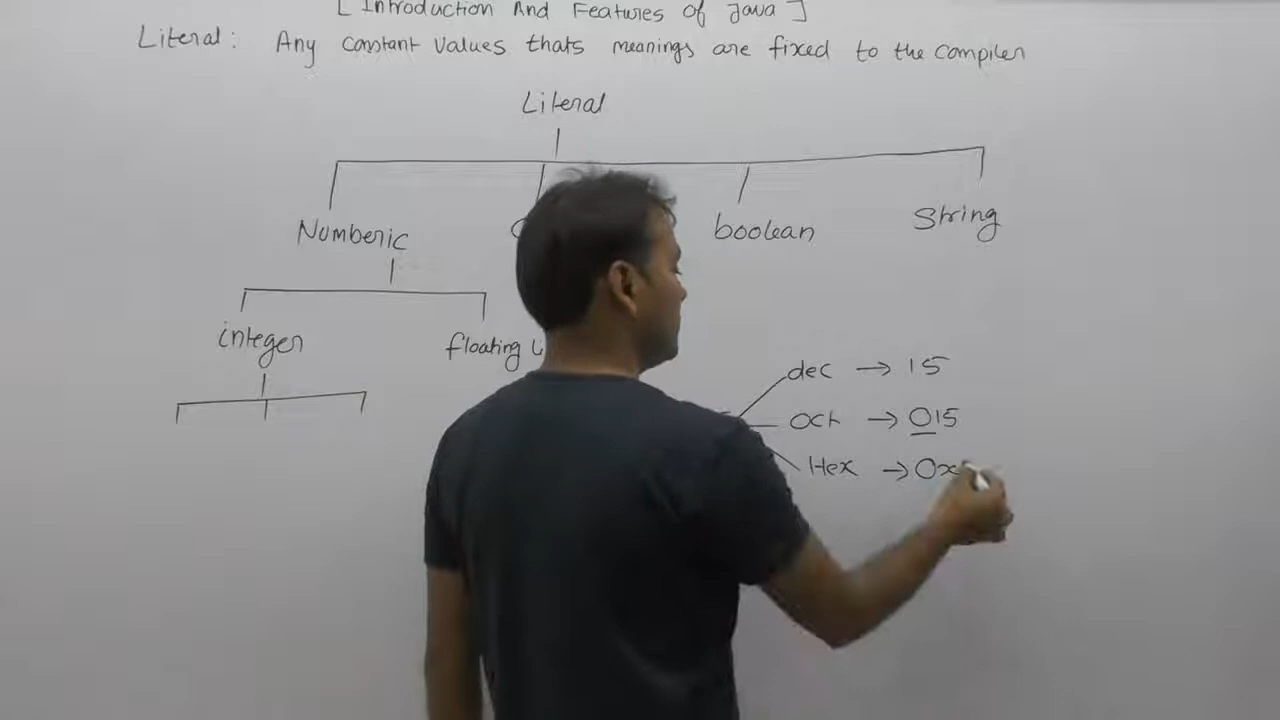 [ Introduction And Features Of Java ]
Literal: Any constant values thats meanings are fixed to the compiler
Literal
Numberic boolean String
integer floating
dec → 15
Oct → 015
Hex → 0x